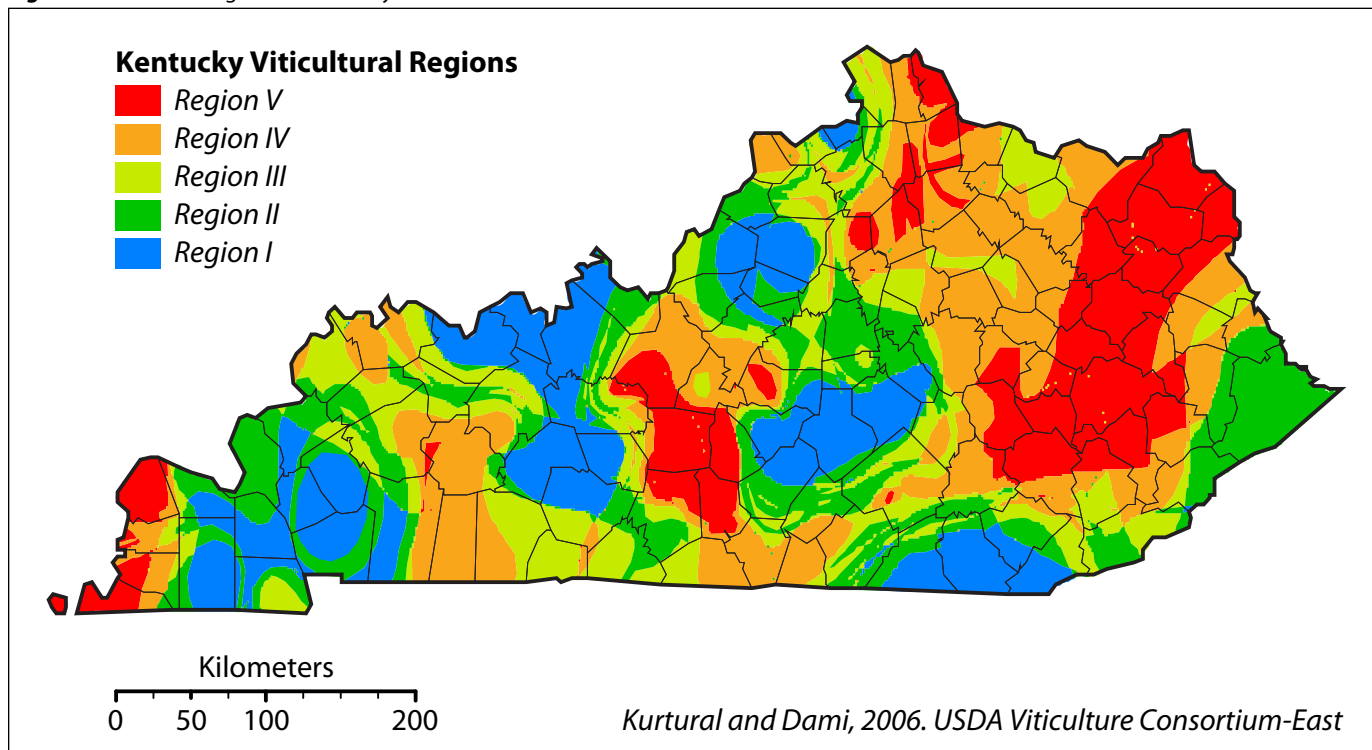 Kentucky Viticultural Regions
Region V
Region IV
Region III
Region II
Region I
Kilometers
0 50 100 200
Kurtural and Dami, 2006. USDA Viticulture Consortium-East